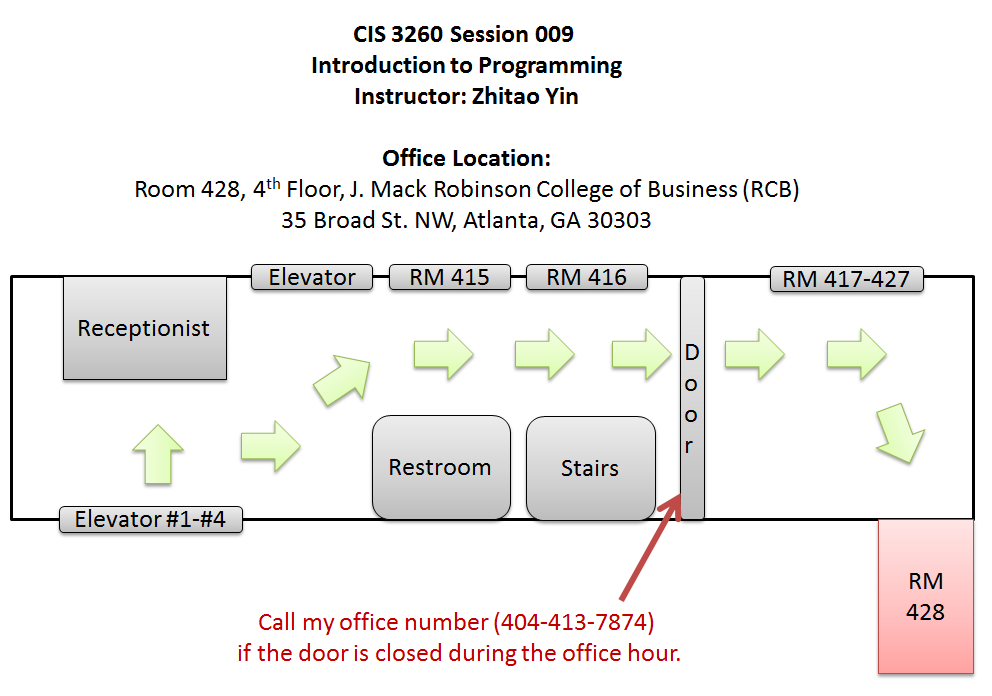 CIS 3260 Session 009
Introduction to Programming
Instructor: Zhitao Yin
Office Location:
Room 428, 4th Floor, J. Mack Robinson College of Business (RCB)
35 Broad St. NW, Atlanta, GA 30303
Elevator
RM 415
RM 416
RM 417-427
Receptionist
Door
Restroom
Stairs
Elevator #1-#4
RM
428
Call my office number (404-413-7874)
if the door is closed during the office hour.